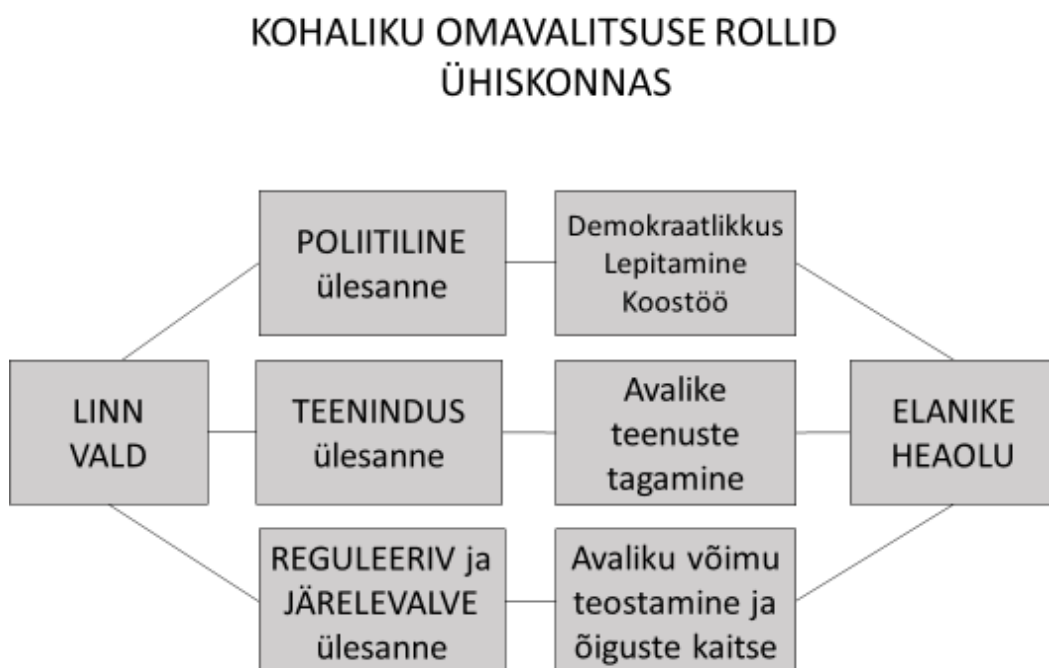 KOHALIKU OMAVALITSUSE ROLLID
ÜHISKONNAS
POLIITILINE
ülesanne
Demokraatlikkus
Lepitamine
Koostöö
LINN
VALD
TEENINDUS
ülesanne
Avalike
teenuste
tagamine
ELANIKE
HEAOLU
REGULEERIV ja
JÄRELEVALVE
ülesanne
Avaliku võimu
teostamine ja
õiguste kaitse